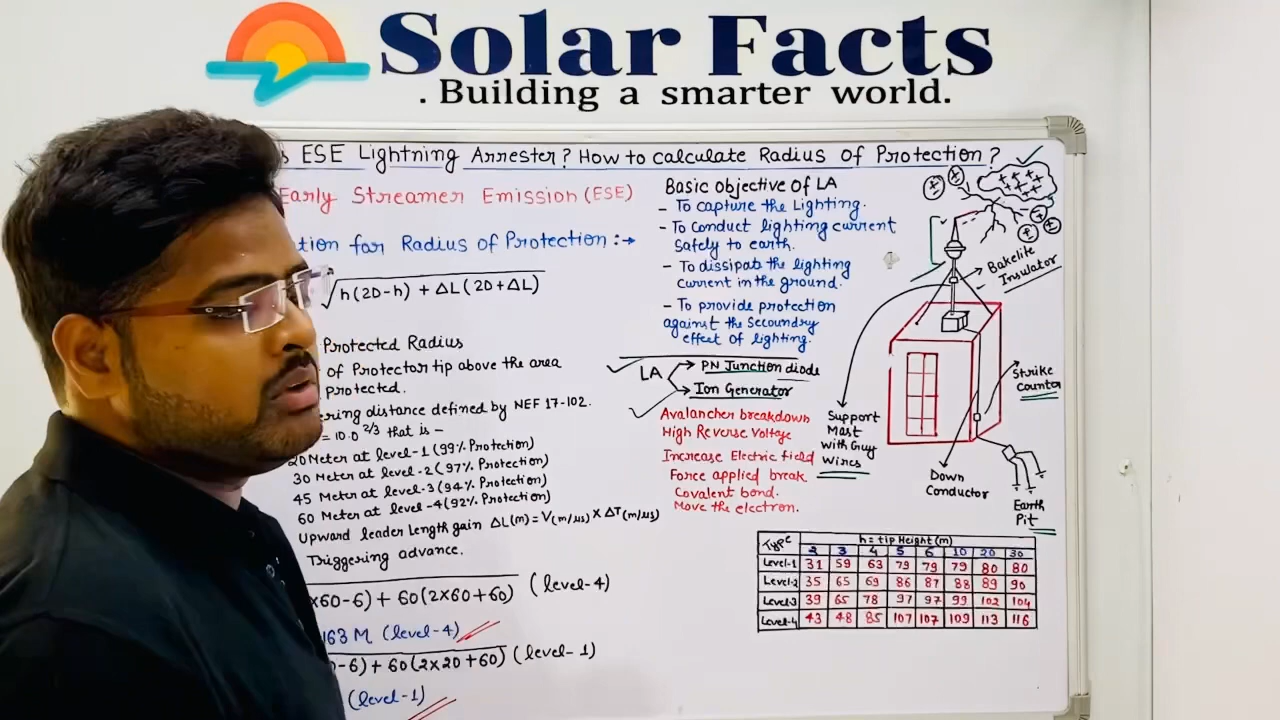 Solar Facts
. Building a smarter world.
ESE Lightning Arrester? How to calculate Radius of Protection?
Early Streamer Emission (ESE)
for Radius of Protection :→
√h(2D-h) + ΔL(2D+ΔL)
Protected Radius
of Protector tip above the area
protected.
distance defined by NEF 17-102.
= 10.0 2/3 that is -
20 Meter at level-1 (99% Protection)
30 Meter at level-2 (97% Protection)
45 Meter at level-3 (94% Protection)
60 Meter at level-4 (92% Protection)
Upward leader Length gain ΔL(m) = V(m/μs) × ΔT(m/μs)
Triggering advance.
×60-6) + 60(2×60+60) (level-4)
163 M (level-4)
-6) + 60(2×20+60) (level-1)
(level-1)
Basic objective of LA
- To capture the Lighting.
- To conduct lighting current
safely to earth.
- To dissipate the lighting
current in the ground.
- To provide protection
against the Secoundry
effect of lighting.
LA
PN Junction diode
Ion Generator
Avalancher breakdown
High Reverse Voltage
Increase Electric field
Force applied break
Covalent bond.
Move the electron.
Bakelite
Insulator
Strike
Counter
Support
Mast
With Guy
Wires
Down
Conductor
Earth
Pit
Type h = tip Height (m)
2 3 4 5 6 10 20 30
Level-1 31 59 63 79 79 79 80 80
Level-2 35 65 69 86 87 88 89 90
Level-3 39 65 78 97 97 99 102 104
Level-4 43 48 85 107 107 109 113 116